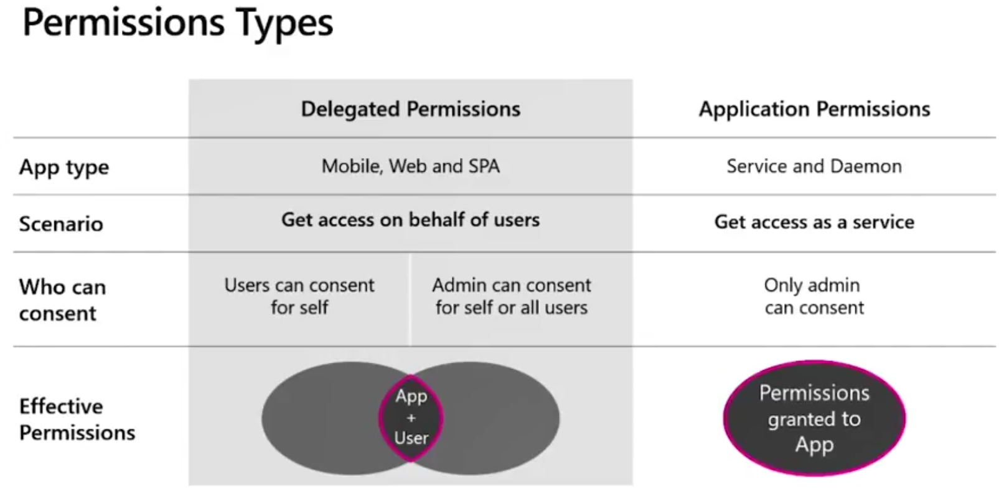 Permissions Types
Delegated Permissions
Application Permissions
App type
Mobile, Web and SPA
Service and Daemon
Scenario
Get access on behalf of users
Get access as a service
Who can
consent
Users can consent
for self
Admin can consent
for self or all users
Only admin
can consent
Effective
Permissions
App
+
User
Permissions
granted to
App